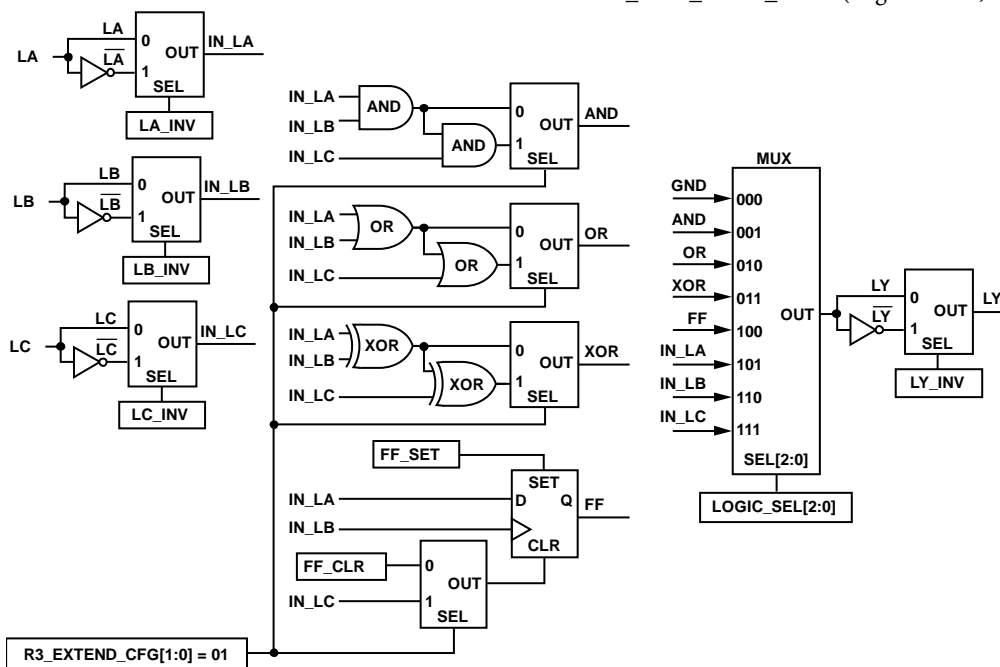 LA
LA
LA
0
1
OUT
SEL
IN_LA
LA_INV
LB
LB
LB
0
1
OUT
SEL
IN_LB
LB_INV
LC
LC
LC
0
1
OUT
SEL
IN_LC
LC_INV
IN_LA
IN_LB
IN_LC
AND
AND
0
1
OUT
SEL
AND
IN_LA
IN_LB
IN_LC
OR
OR
0
1
OUT
SEL
OR
IN_LA
IN_LB
IN_LC
XOR
XOR
0
1
OUT
SEL
XOR
FF_SET
IN_LA
IN_LB
SET
D
Q
CLR
FF
FF_CLR
IN_LC
0
1
OUT
SEL
R3_EXTEND_CFG[1:0] = 01
MUX
GND
000
AND
001
OR
010
XOR
011
FF
100
IN_LA
101
IN_LB
110
IN_LC
111
OUT
SEL[2:0]
LOGIC_SEL[2:0]
LY
LY
0
1
OUT
SEL
LY
LY_INV